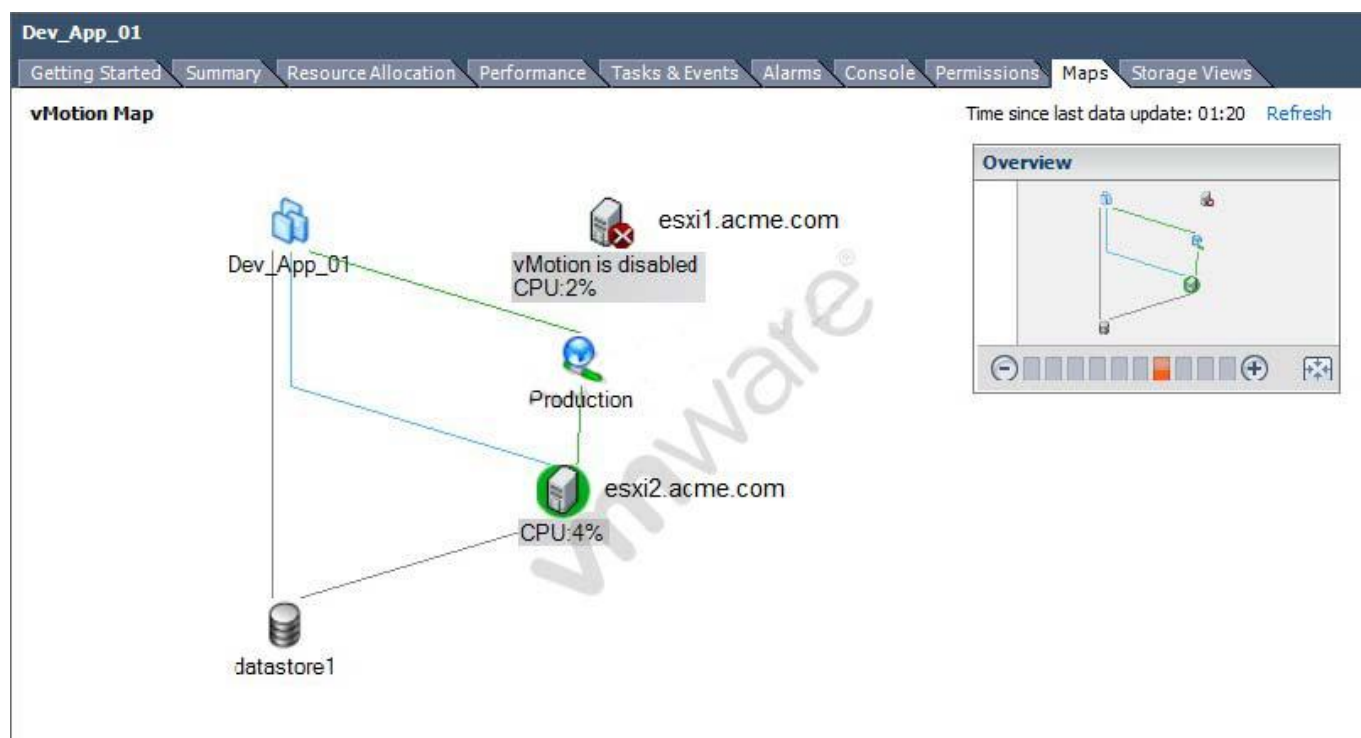 Dev_App_01
Getting Started Summary Resource Allocation Performance Tasks & Events Alarms Console Permissions Maps Storage Views
vMotion Map
Time since last data update: 01:20 Refresh
Overview
Dev_App_01
esxi1.acme.com
vMotion is disabled
CPU:2%
Production
esxi2.acme.com
CPU:4%
datastore1
vmware®